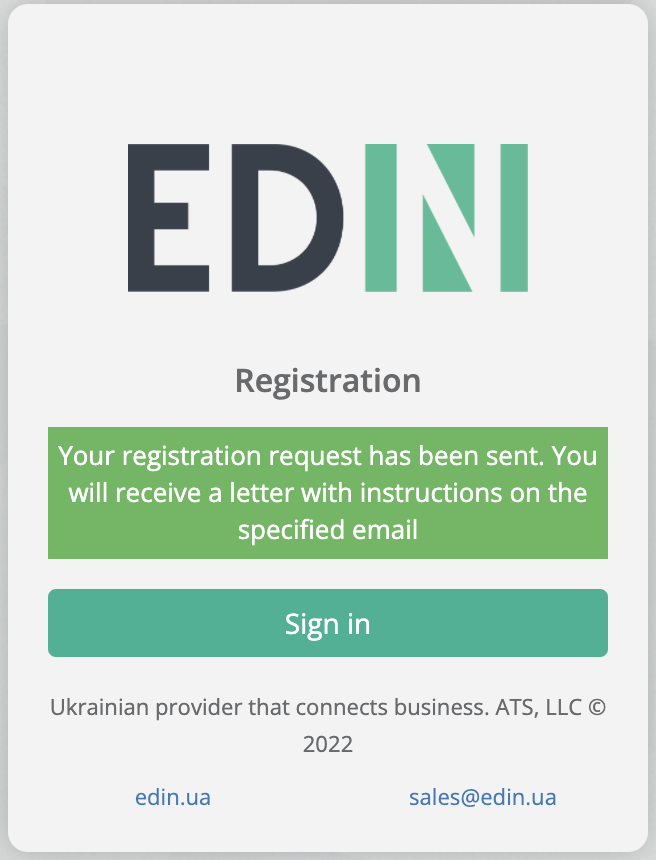 EDIN
Registration
Your registration request has been sent. You
will receive a letter with instructions on the
specified email
Sign in
Ukrainian provider that connects business. ATS, LLC ©
2022
edin.ua
sales@edin.ua